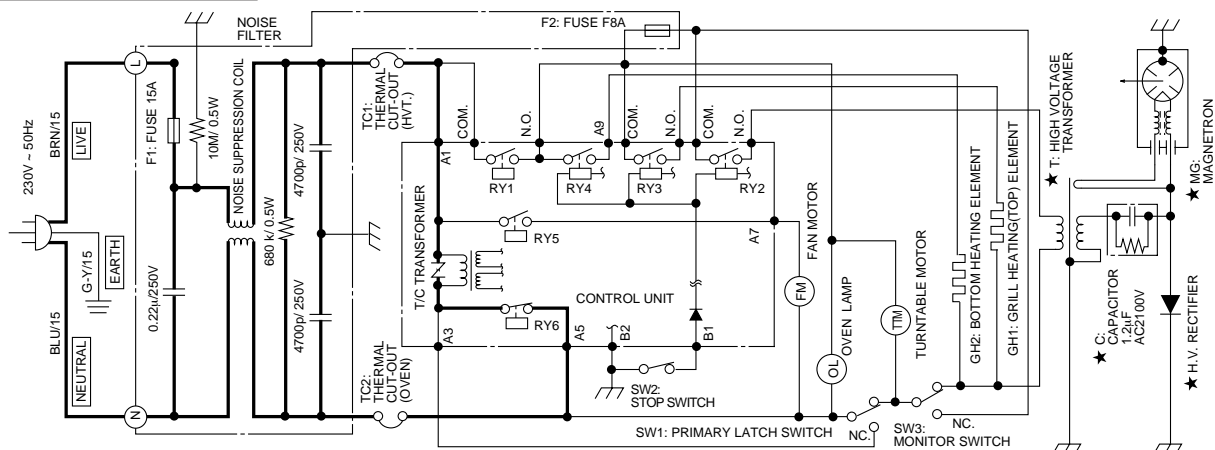 230V ~ 50Hz
BRN/15
LIVE
G-Y/15
EARTH
BLU/15
NEUTRAL
L
N
F1: FUSE 15A
0.22µ/250V
10M/ 0.5W
NOISE
FILTER
NOISE SUPPRESSION COIL
680 k/ 0.5W
4700p/ 250V
4700p/ 250V
TC1:
THERMAL
CUT-OUT
(HVT.)
TC2:
THERMAL
CUT-OUT
(OVEN)
F2: FUSE F8A
A1
COM.
N.O.
A9
COM.
N.O.
COM.
N.O.
RY1
RY4
RY3
RY2
RY5
A7
T/C TRANSFORMER
RY6
CONTROL UNIT
A3
A5
B2
B1
SW2:
STOP SWITCH
FM
FAN MOTOR
OL
OVEN LAMP
TTM
TURNTABLE MOTOR
SW1: PRIMARY LATCH SWITCH
NC.
SW3:
MONITOR SWITCH
NC.
GH2: BOTTOM HEATING ELEMENT
GH1: GRILL HEATING(TOP) ELEMENT
★ T: HIGH VOLTAGE
TRANSFORMER
★ C:
CAPACITOR
1.2µF
AC2100V
★ MG:
MAGNETRON
★ H.V. RECTIFIER